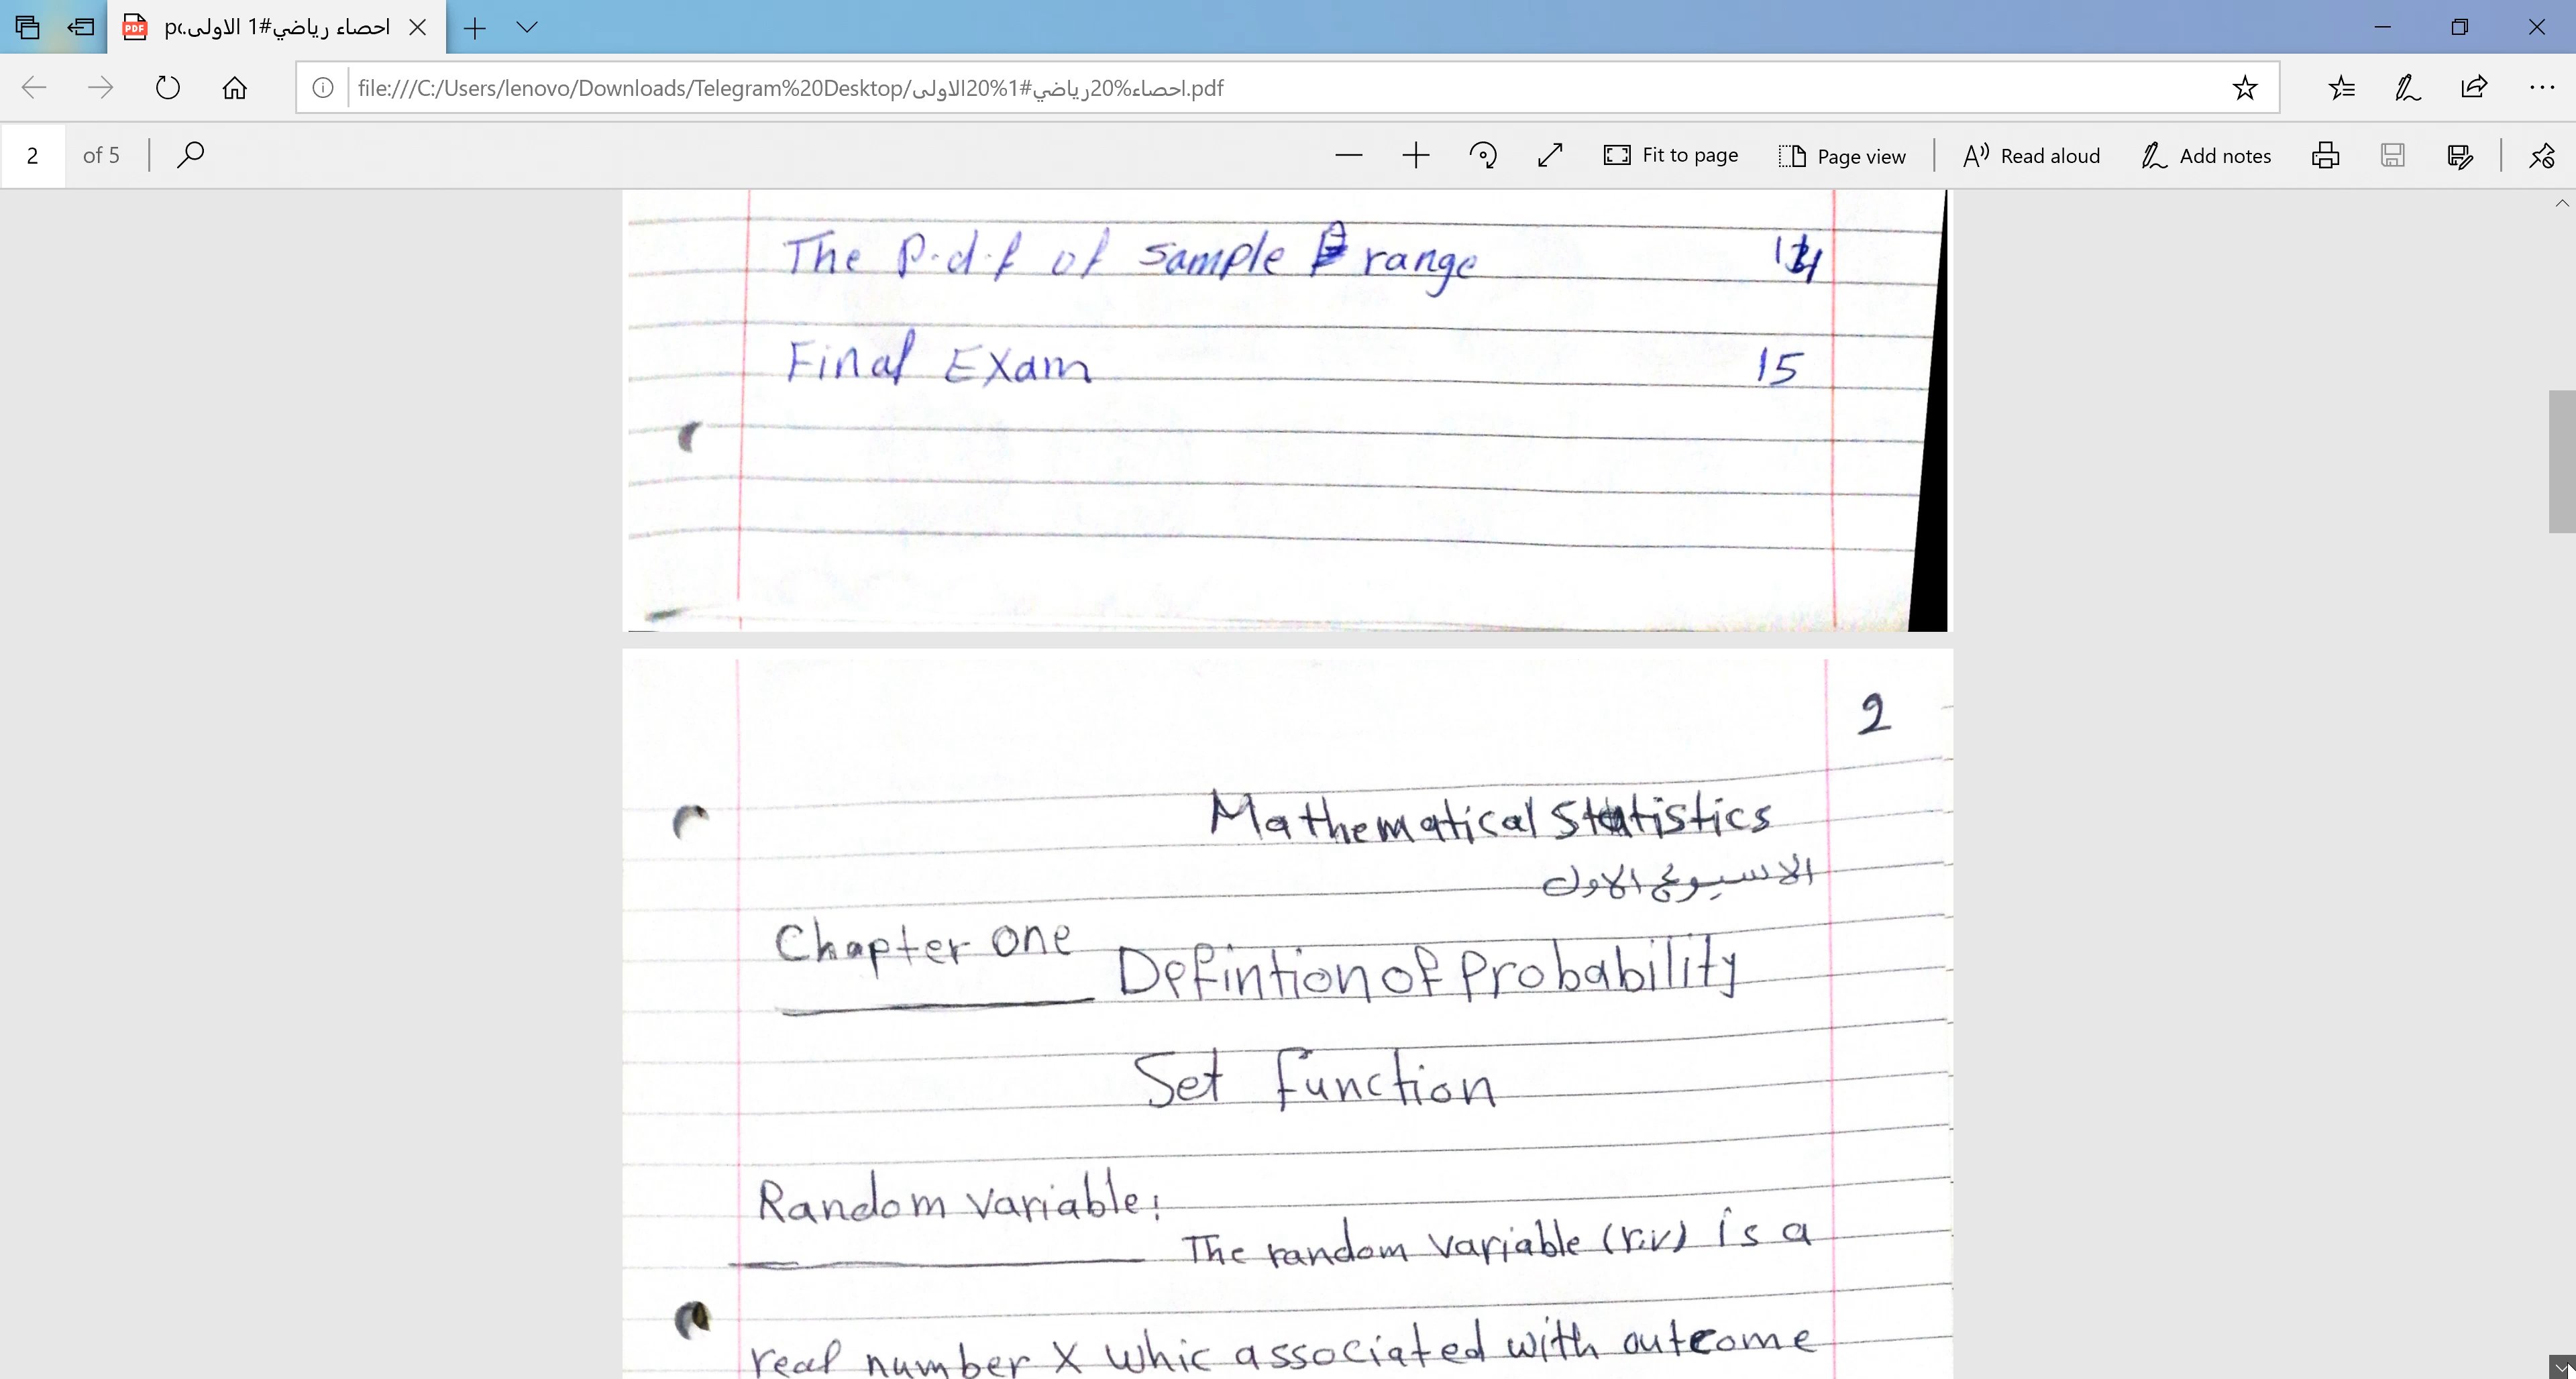 احصاء رياضي#1 الاولى.pd
file:///C:/Users/lenovo/Downloads/Telegram%20Desktop/احصاء%20رياضي#1%20الاولى.pdf
2 of 5
Fit to page
Page view
Read aloud
Add notes
The p.d.f of sample range 14
Final Exam 15
2
Mathematical Statistics
الاسبوع الاول
Chapter one
Defintion of Probability
Set function
Random variable:
The random variable (r.v) is a
real number X whic associated with outcome